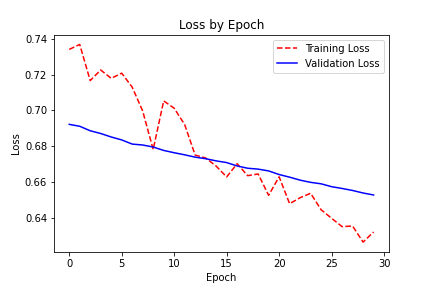 Loss by Epoch
0.74
0.72
0.70
0.68
0.66
0.64
Loss
Training Loss
Validation Loss
0 5 10 15 20 25 30
Epoch